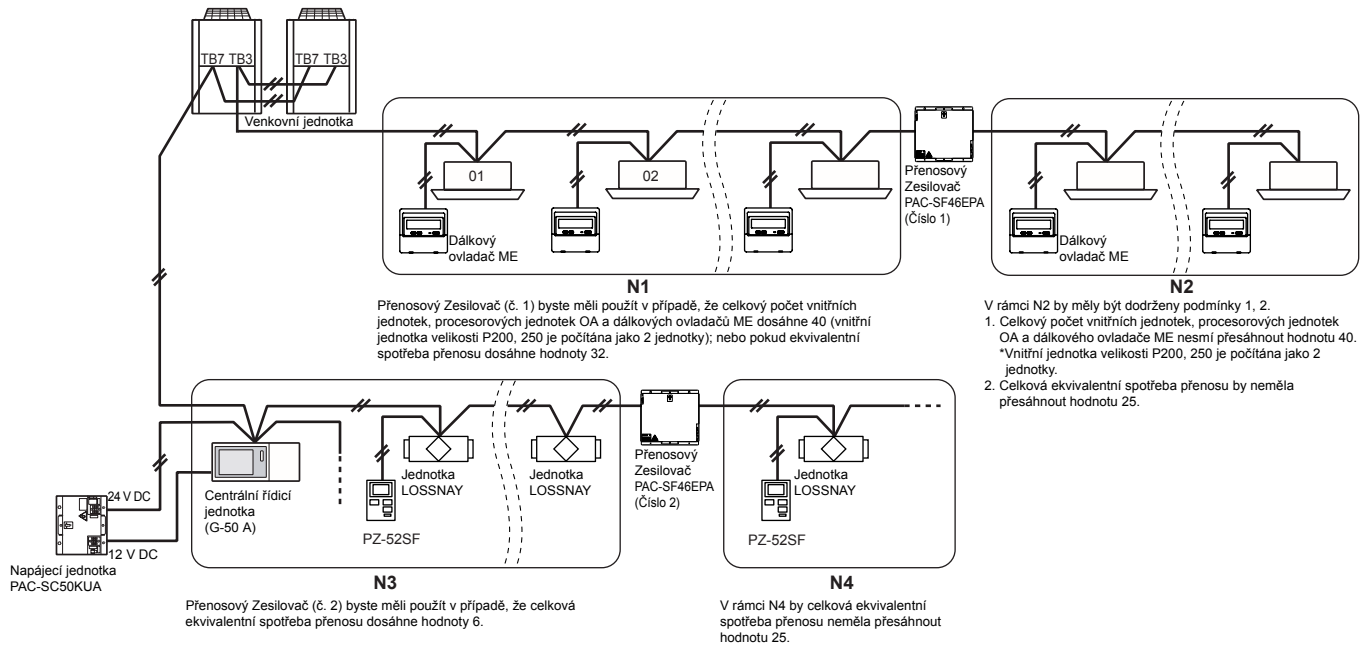 TB7 TB3
TB7 TB3
Venkovní jednotka
01
02
Dálkový
ovladač ME
Přenosový
Zesilovač
PAC-SF46EPA
(Číslo 1)
Dálkový
ovladač ME
N1
Přenosový Zesilovač (č. 1) byste měli použít v případě, že celkový počet vnitřních
jednotek, procesorových jednotek OA a dálkových ovladačů ME dosáhne 40 (vnitřní
jednotka velikosti P200, 250 je počítána jako 2 jednotky); nebo pokud ekvivalentní
spotřeba přenosu dosáhne hodnoty 32.
N2
V rámci N2 by měly být dodrženy podmínky 1, 2.
1. Celkový počet vnitřních jednotek, procesorových jednotek
OA a dálkového ovladače ME nesmí přesáhnout hodnotu 40.
*Vnitřní jednotka velikosti P200, 250 je počítána jako 2
jednotky.
2. Celková ekvivalentní spotřeba přenosu by neměla
přesáhnout hodnotu 25.
24 V DC
12 V DC
Napájecí jednotka
PAC-SC50KUA
Centrální řídicí
jednotka
(G-50 A)
Jednotka
LOSSNAY
PZ-52SF
Jednotka
LOSSNAY
Přenosový
Zesilovač
PAC-SF46EPA
(Číslo 2)
Jednotka
LOSSNAY
PZ-52SF
N3
Přenosový Zesilovač (č. 2) byste měli použít v případě, že celková
ekvivalentní spotřeba přenosu dosáhne hodnoty 6.
N4
V rámci N4 by celková ekvivalentní
spotřeba přenosu neměla přesáhnout
hodnotu 25.